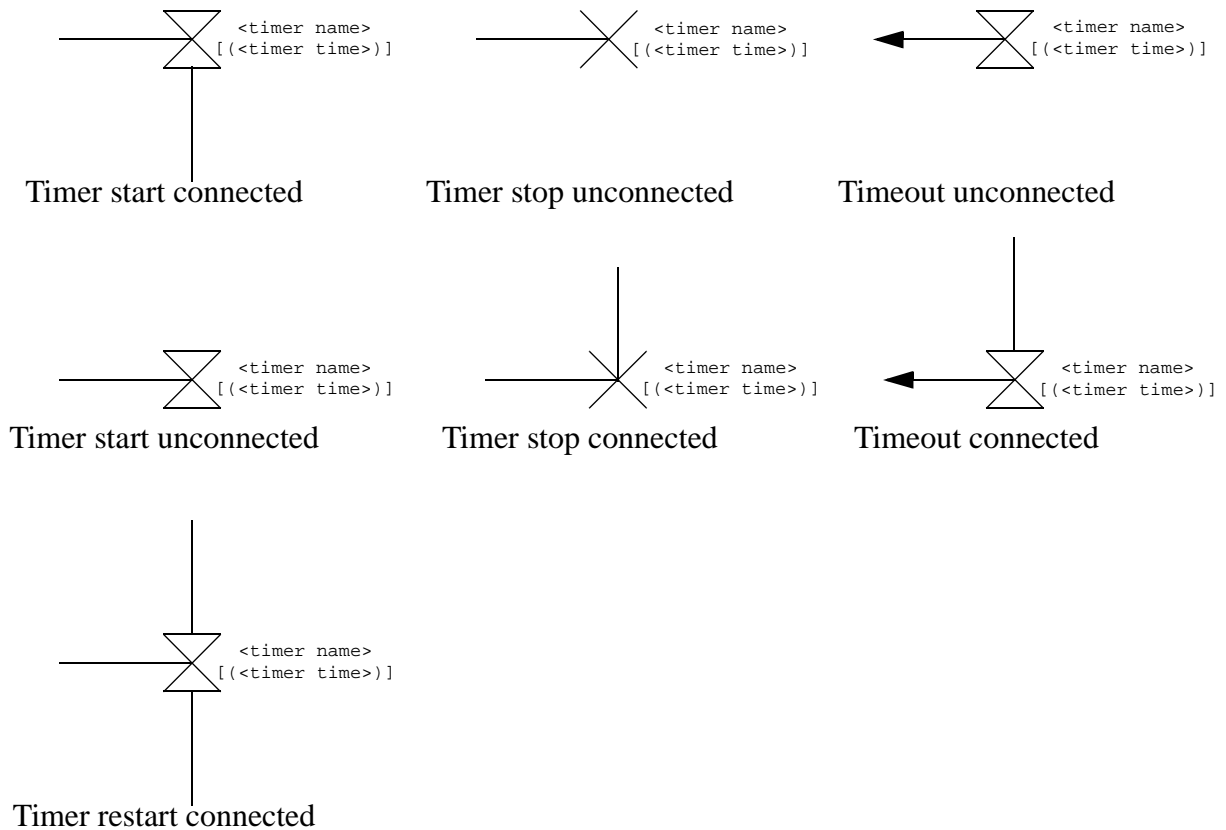 <timer name>
[(<timer time>)]
Timer start connected
<timer name>
[(<timer time>)]
Timer stop unconnected
<timer name>
[(<timer time>)]
Timeout unconnected
<timer name>
[(<timer time>)]
Timer start unconnected
<timer name>
[(<timer time>)]
Timer stop connected
<timer name>
[(<timer time>)]
Timeout connected
<timer name>
[(<timer time>)]
Timer restart connected